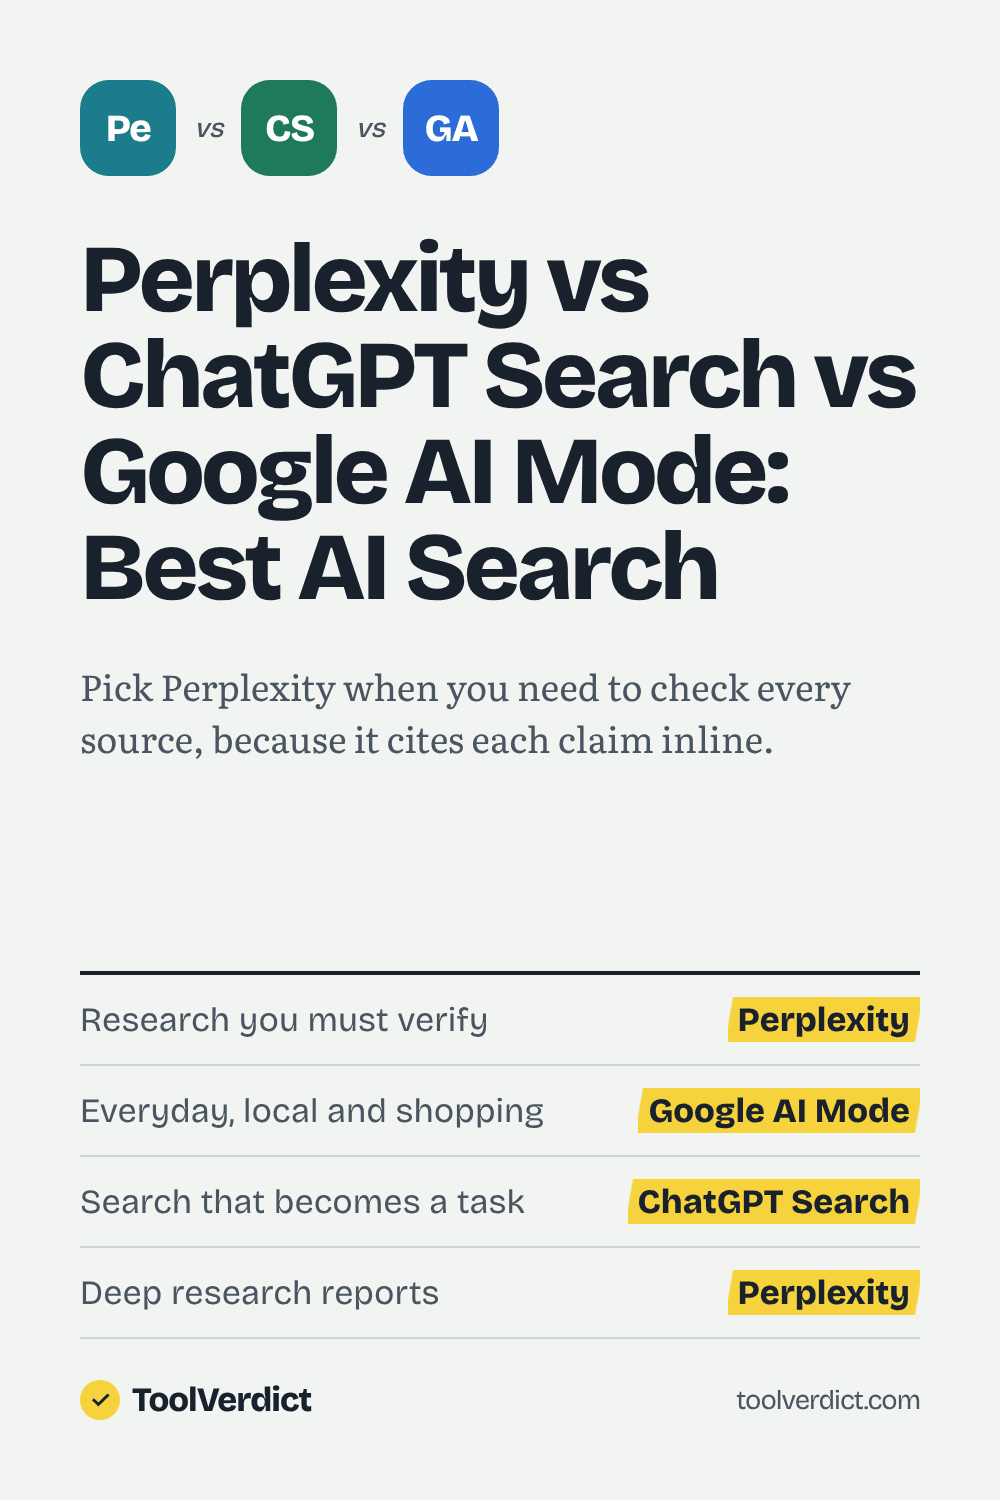 Pe vs CS vs GA
Perplexity vs
ChatGPT Search vs
Google AI Mode:
Best AI Search
Pick Perplexity when you need to check every
source, because it cites each claim inline.
Research you must verify Perplexity
Everyday, local and shopping Google AI Mode
Search that becomes a task ChatGPT Search
Deep research reports Perplexity
ToolVerdict toolverdict.com